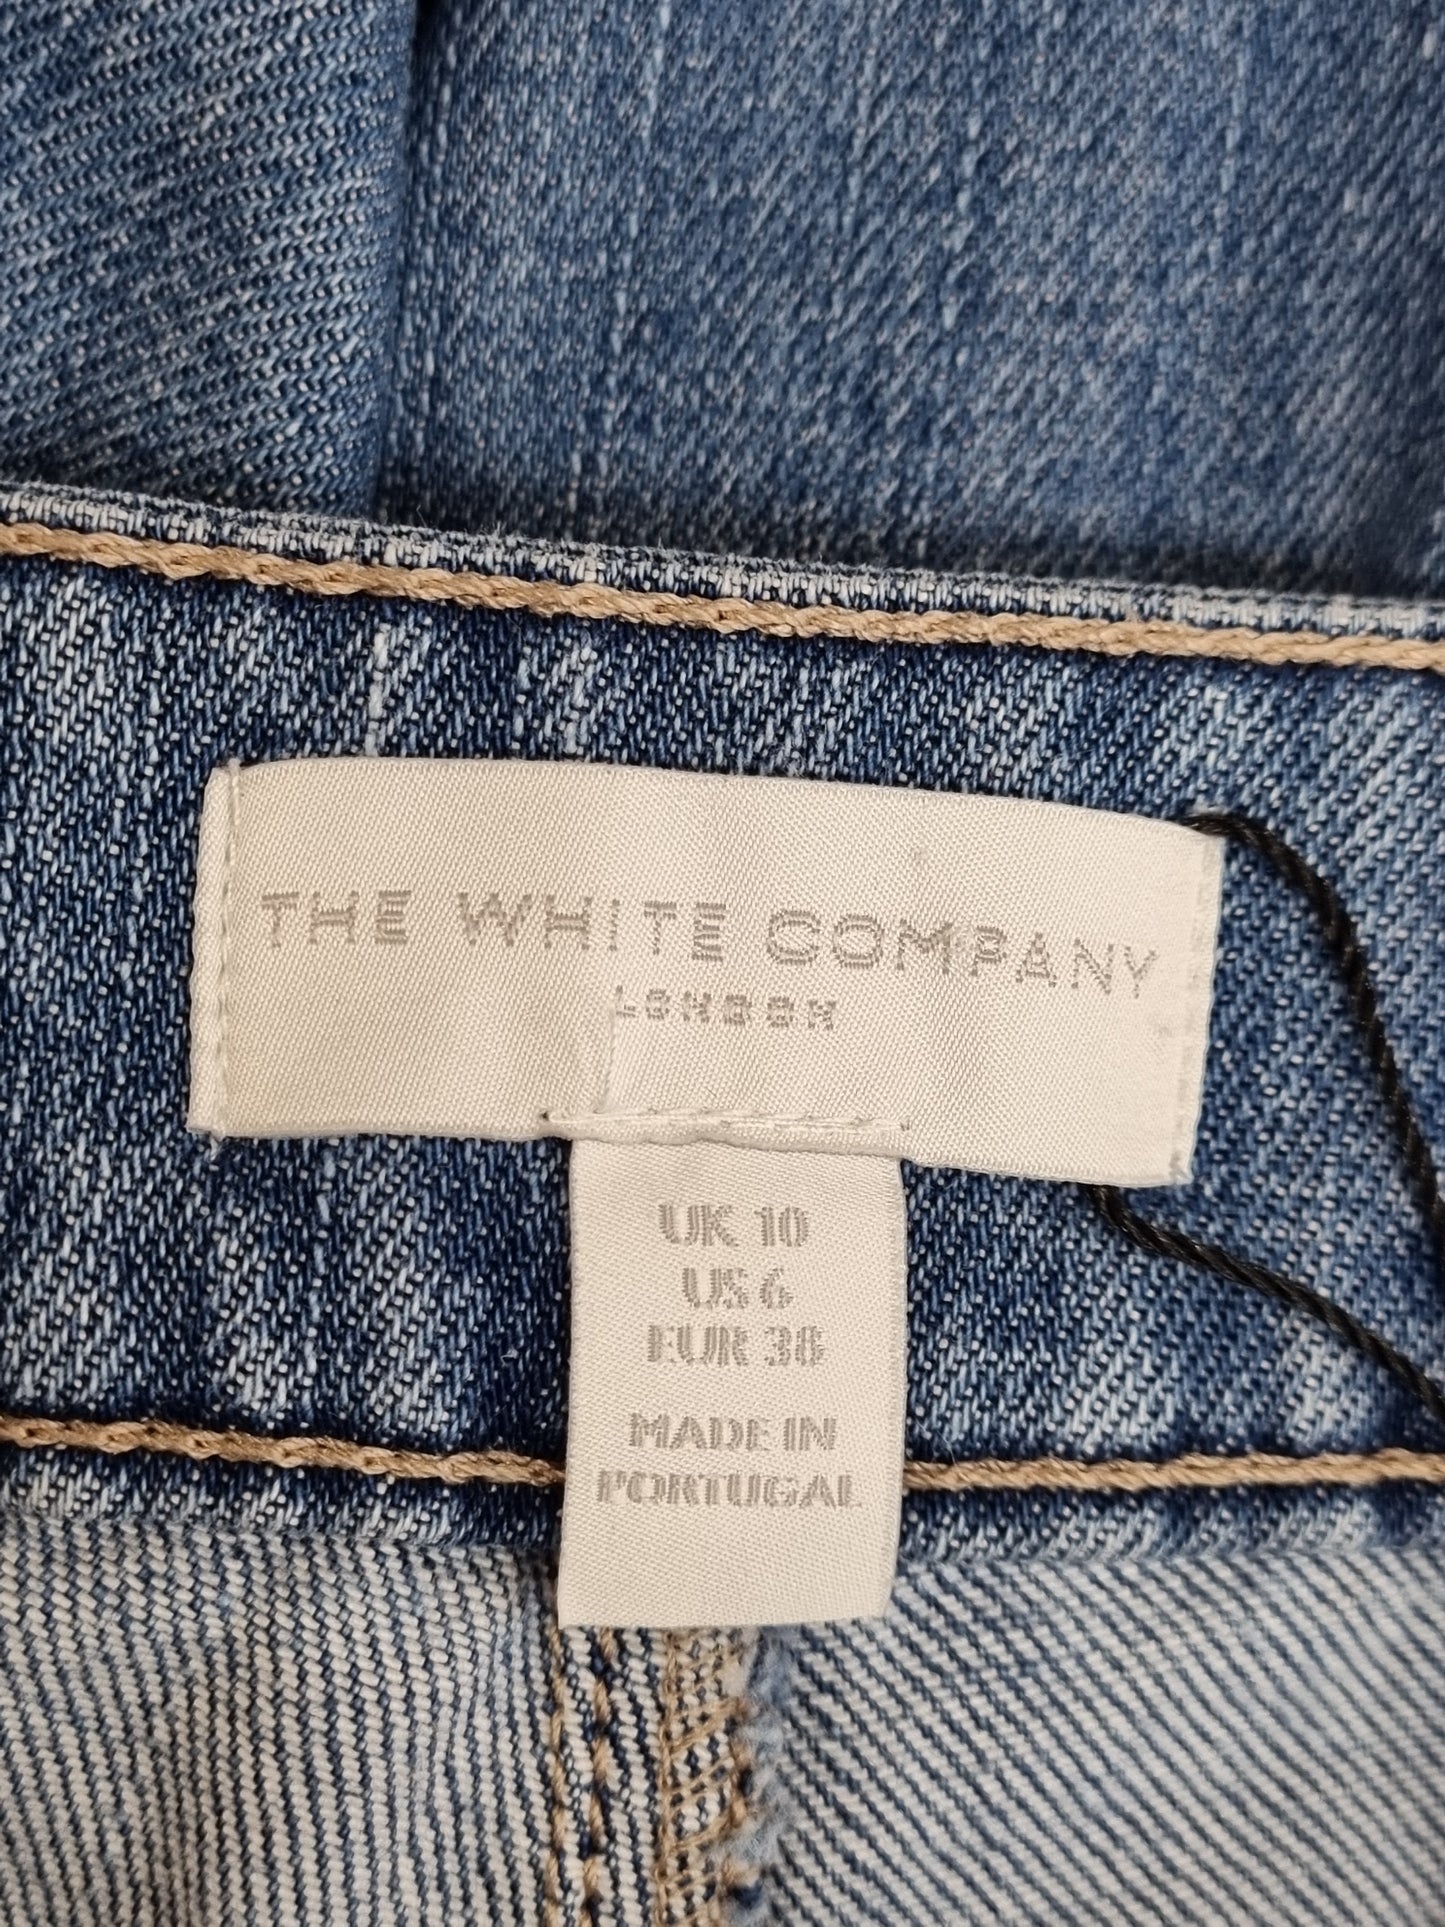 THE WHITE COMPANY
LONDON
UK 10
US 6
EUR 38
MADE IN
PORTUGAL